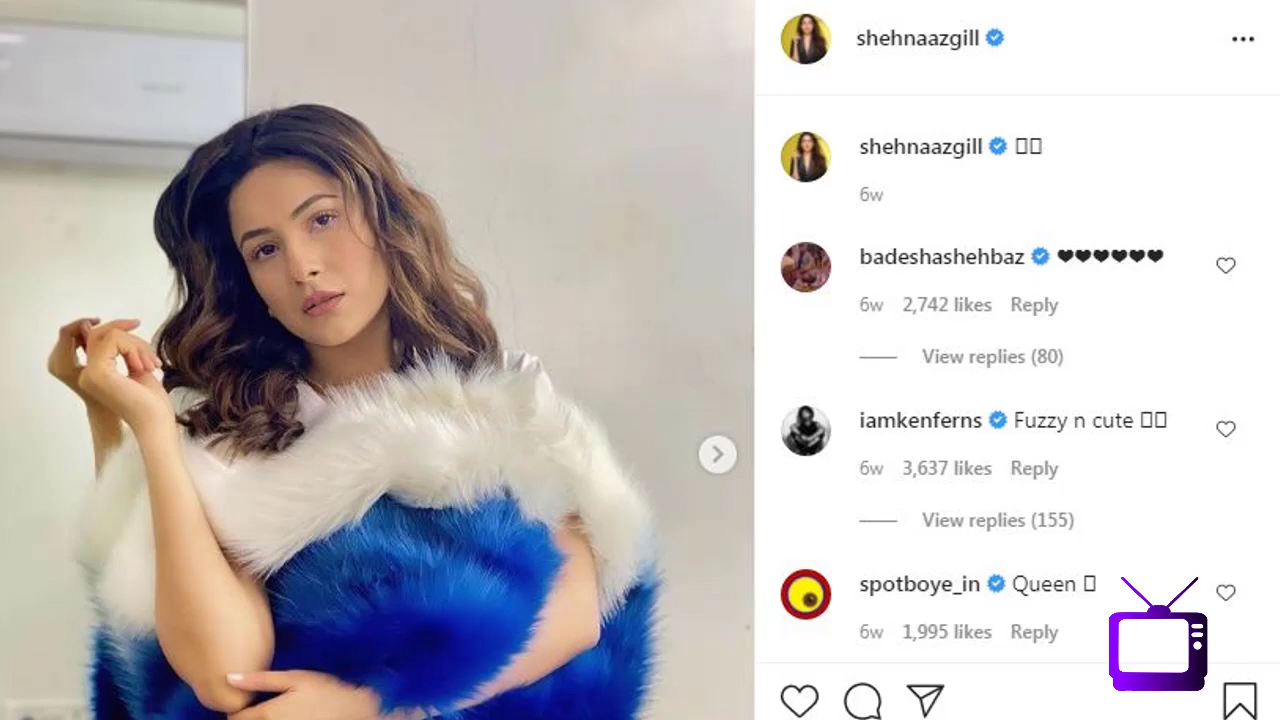 shehnaazgill
shehnaazgill
6w
badeshashehbaz ♥♥♥♥♥♥
6w 2,742 likes Reply
View replies (80)
iamkenferns Fuzzy n cute
6w 3,637 likes Reply
View replies (155)
spotboye_in Queen
6w 1,995 likes Reply